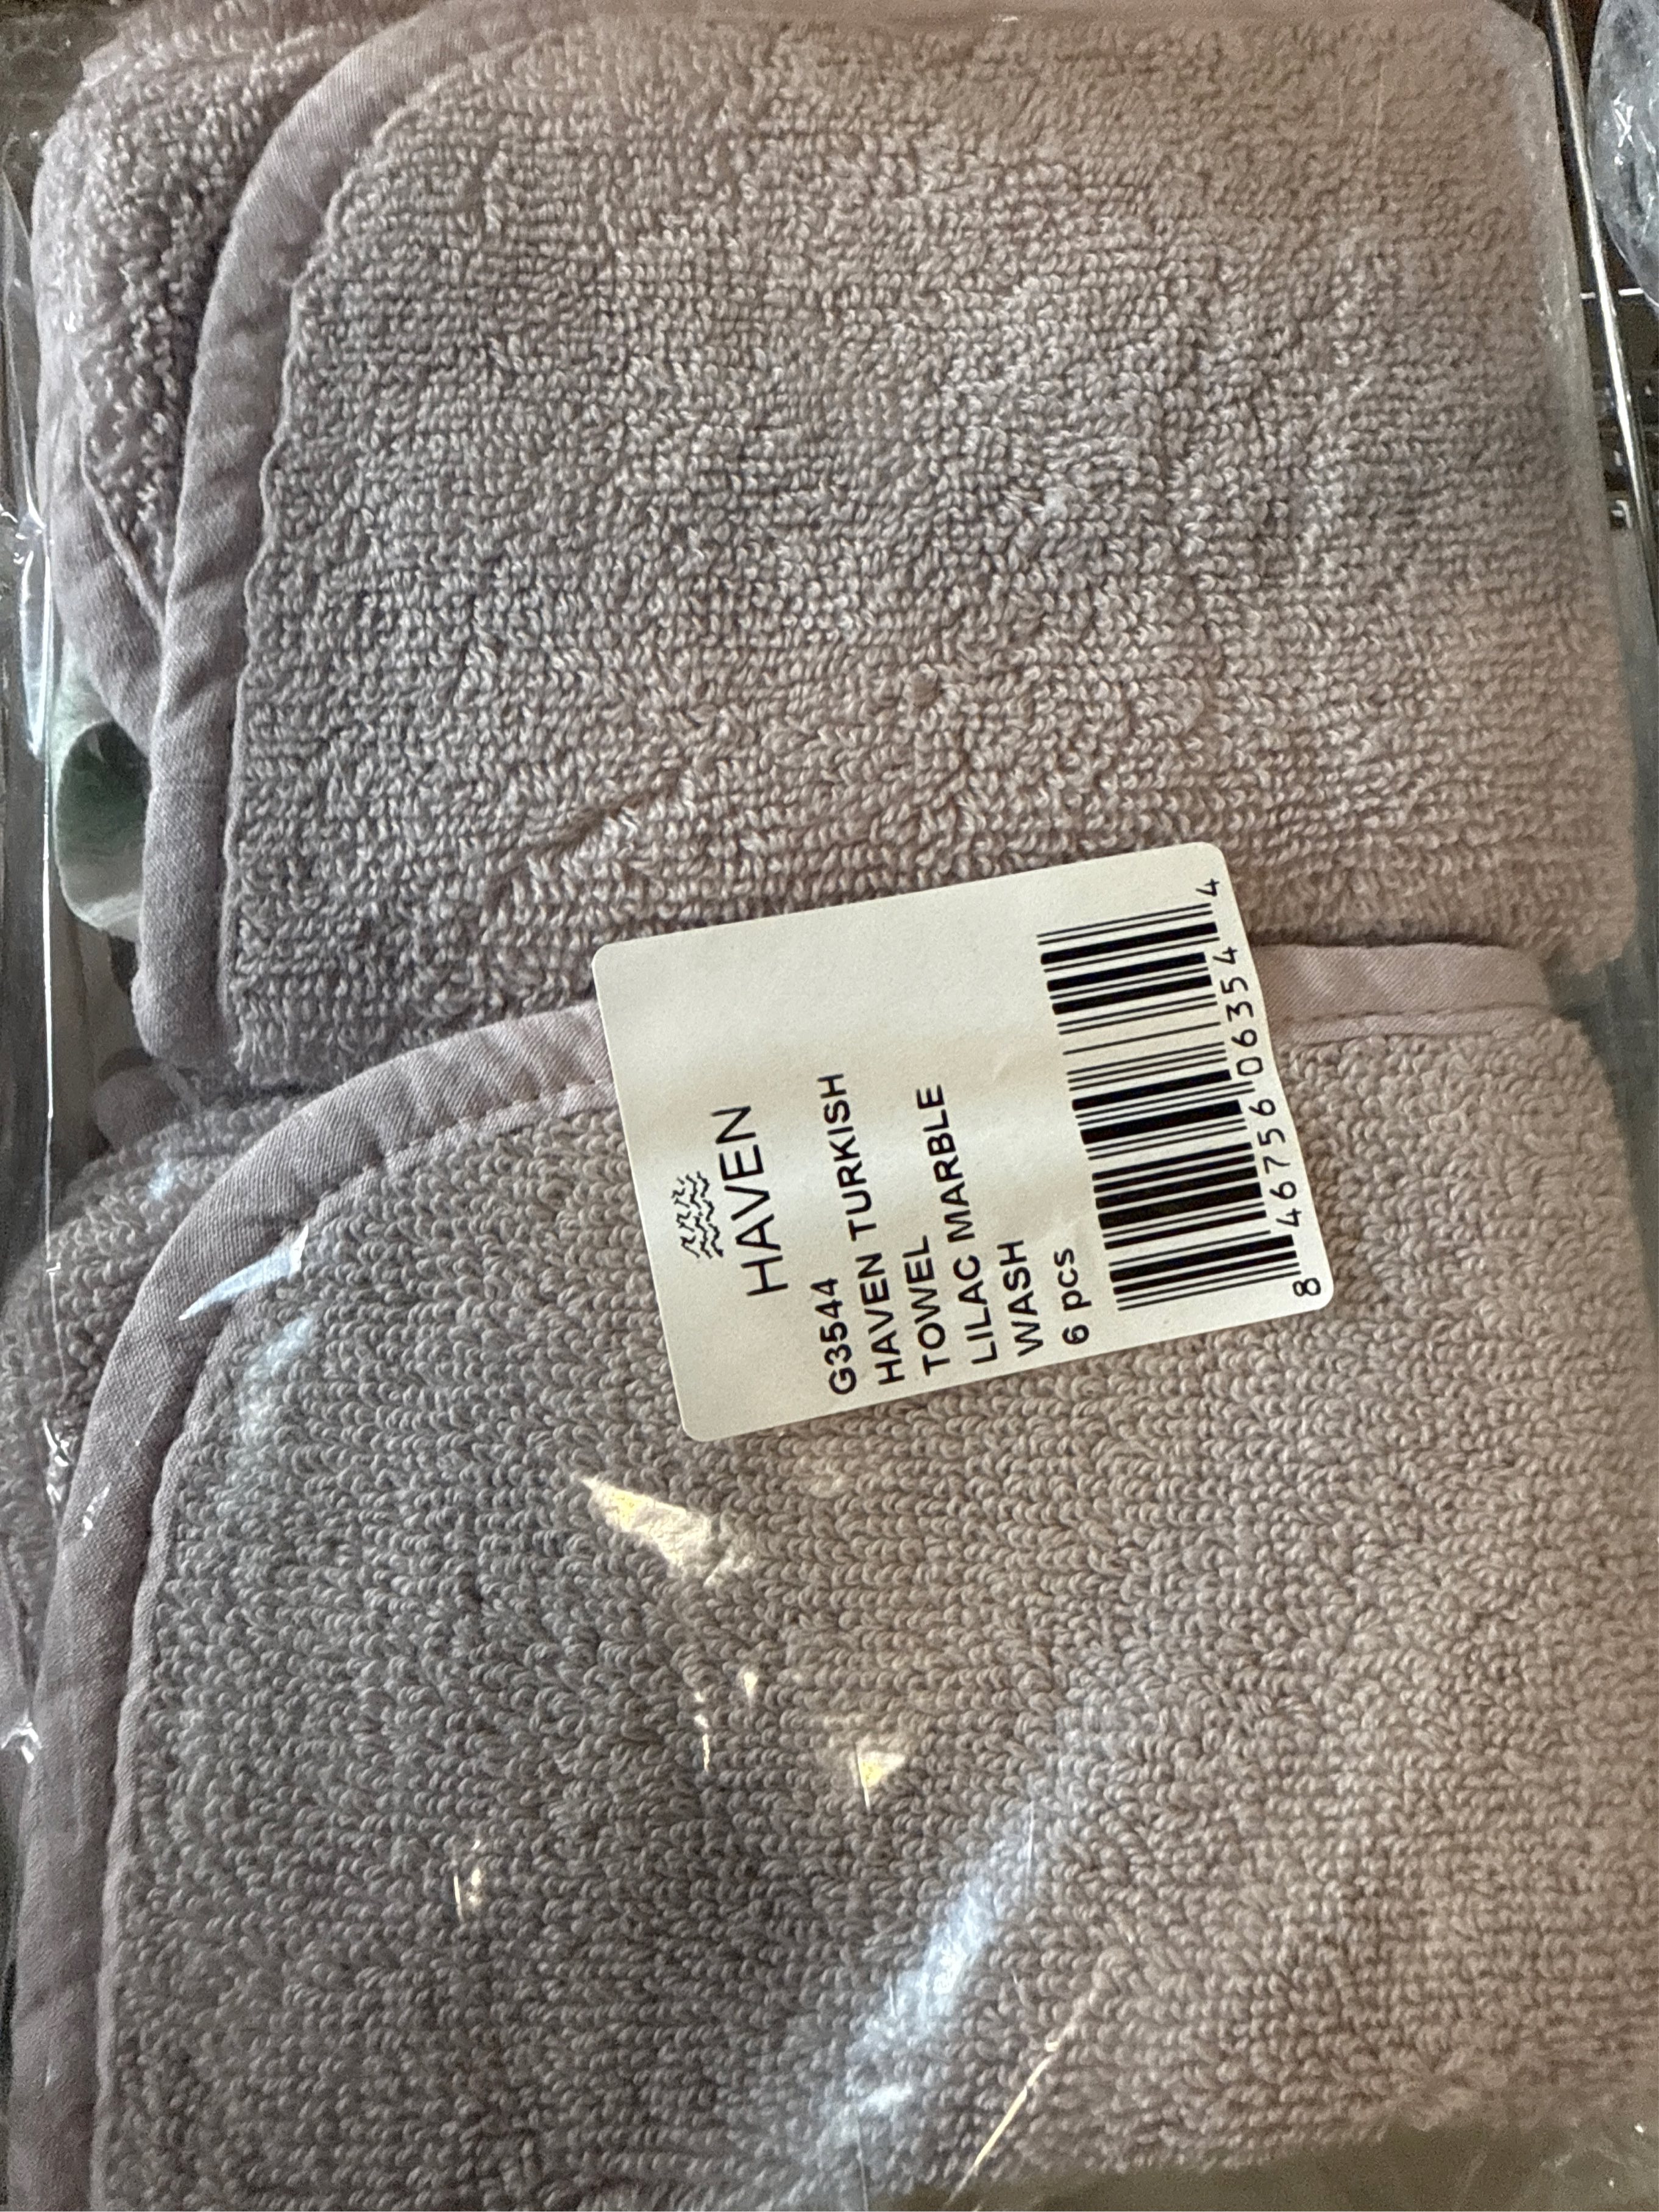 HAVEN
G3544
HAVEN TURKISH
TOWEL
LILAC MARBLE
WASH
6 pcs
8 46756 06354 4